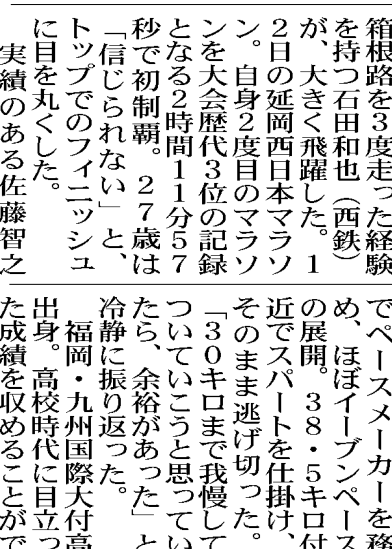 箱根路を３度走った経験
を持つ石田和也（西鉄）
が、大きく飛躍した。１
２日の延岡西日本マラソ
ン。自身２度目のマラソ
ンを大会歴代３位の記録
となる２時間１１分５７
秒で初制覇。２７歳は
「信じられない」と、
トップでのフィニッシュ
に目を丸くした。
実績のある佐藤智之
でペースメーカーを務
め、ほぼイーブンペース
の展開。３８・５キロ付
近でスパートを仕掛け、
そのまま逃げ切った。
「３０キロまで我慢して
ついていこうと思ってい
たら、余裕があった」と
冷静に振り返った。
福岡・九州国際大付高
出身。高校時代に目立っ
た成績を収めることがで